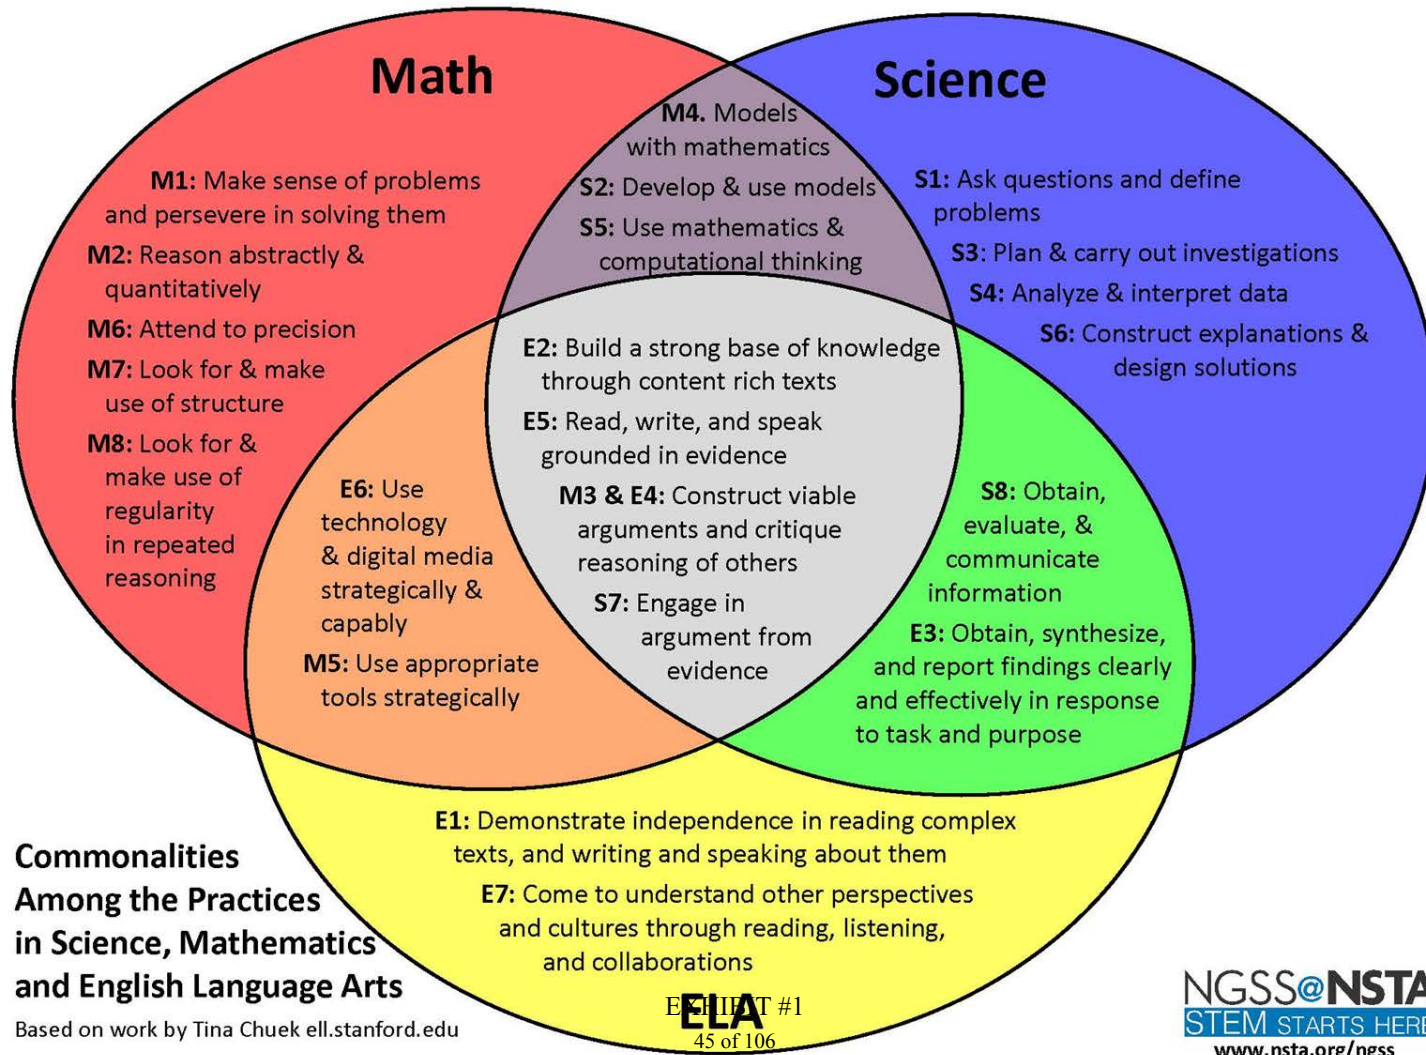 Math
Science
M4. Models
with mathematics
S2: Develop & use models
S5: Use mathematics &
computational thinking
M1: Make sense of problems
and persevere in solving them
M2: Reason abstractly &
quantitatively
M6: Attend to precision
M7: Look for & make
use of structure
M8: Look for &
make use of
regularity
in repeated
reasoning
S1: Ask questions and define
problems
S3: Plan & carry out investigations
S4: Analyze & interpret data
S6: Construct explanations &
design solutions
E2: Build a strong base of knowledge
through content rich texts
E5: Read, write, and speak
grounded in evidence
M3 & E4: Construct viable
arguments and critique
reasoning of others
S7: Engage in
argument from
evidence
E6: Use
technology
& digital media
strategically &
capably
M5: Use appropriate
tools strategically
S8: Obtain,
evaluate, &
communicate
information
E3: Obtain, synthesize,
and report findings clearly
and effectively in response
to task and purpose
E1: Demonstrate independence in reading complex
texts, and writing and speaking about them
E7: Come to understand other perspectives
and cultures through reading, listening,
and collaborations
ELA
EXHIBIT #1
45 of 106
Commonalities
Among the Practices
in Science, Mathematics
and English Language Arts
Based on work by Tina Chuek ell.stanford.edu
NGSS@NSTA
STEM STARTS HERE
www.nsta.org/ngss